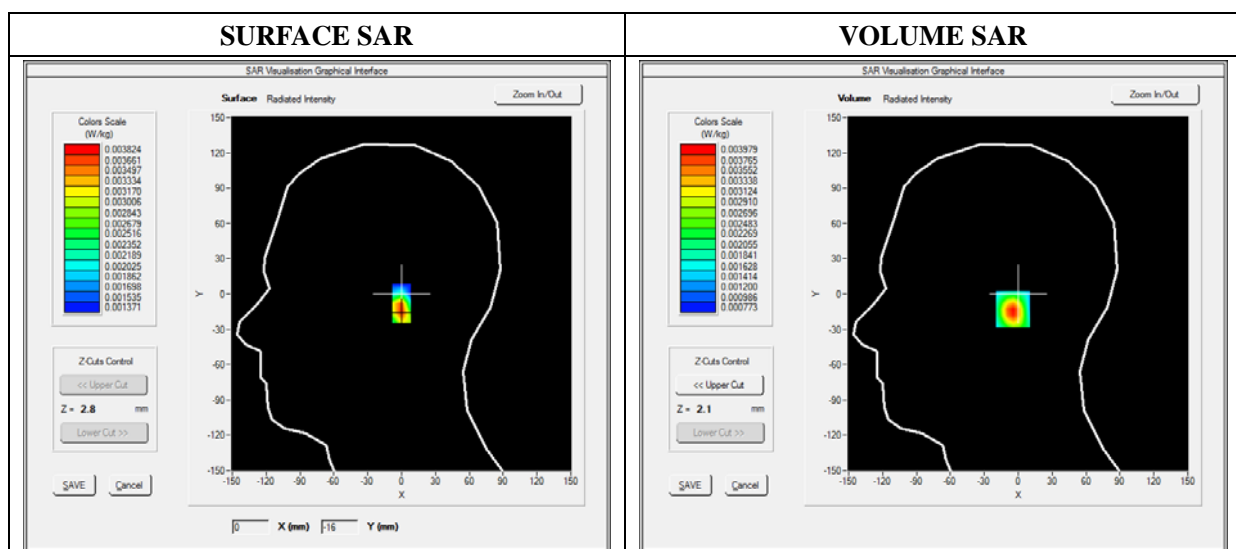 SURFACE SAR
VOLUME SAR
SAR Visualisation Graphical Interface
Surface Radiated Intensity
Zoom In/Out
Colors Scale
(W/kg)
0.003824
0.003661
0.003497
0.003334
0.003170
0.003006
0.002843
0.002679
0.002516
0.002352
0.002189
0.002025
0.001862
0.001698
0.001535
0.001371
150
120
90
60
30
0
-30
-60
-90
-120
-150
Y
-150 -120 -90 -60 -30 0 30 60 90 120 150
X
Z-Cuts Control
<< Upper Cut
Z = 2.8 mm
Lower Cut >>
SAVE Cancel
0 X (mm) -16 Y (mm)
SAR Visualisation Graphical Interface
Volume Radiated Intensity
Zoom In/Out
Colors Scale
(W/kg)
0.003979
0.003765
0.003552
0.003338
0.003124
0.002910
0.002696
0.002483
0.002269
0.002055
0.001841
0.001628
0.001414
0.001200
0.000986
0.000773
150
120
90
60
30
0
-30
-60
-90
-120
-150
Y
-150 -120 -90 -60 -30 0 30 60 90 120 150
X
Z-Cuts Control
<< Upper Cut
Z = 2.1 mm
Lower Cut >>
SAVE Cancel